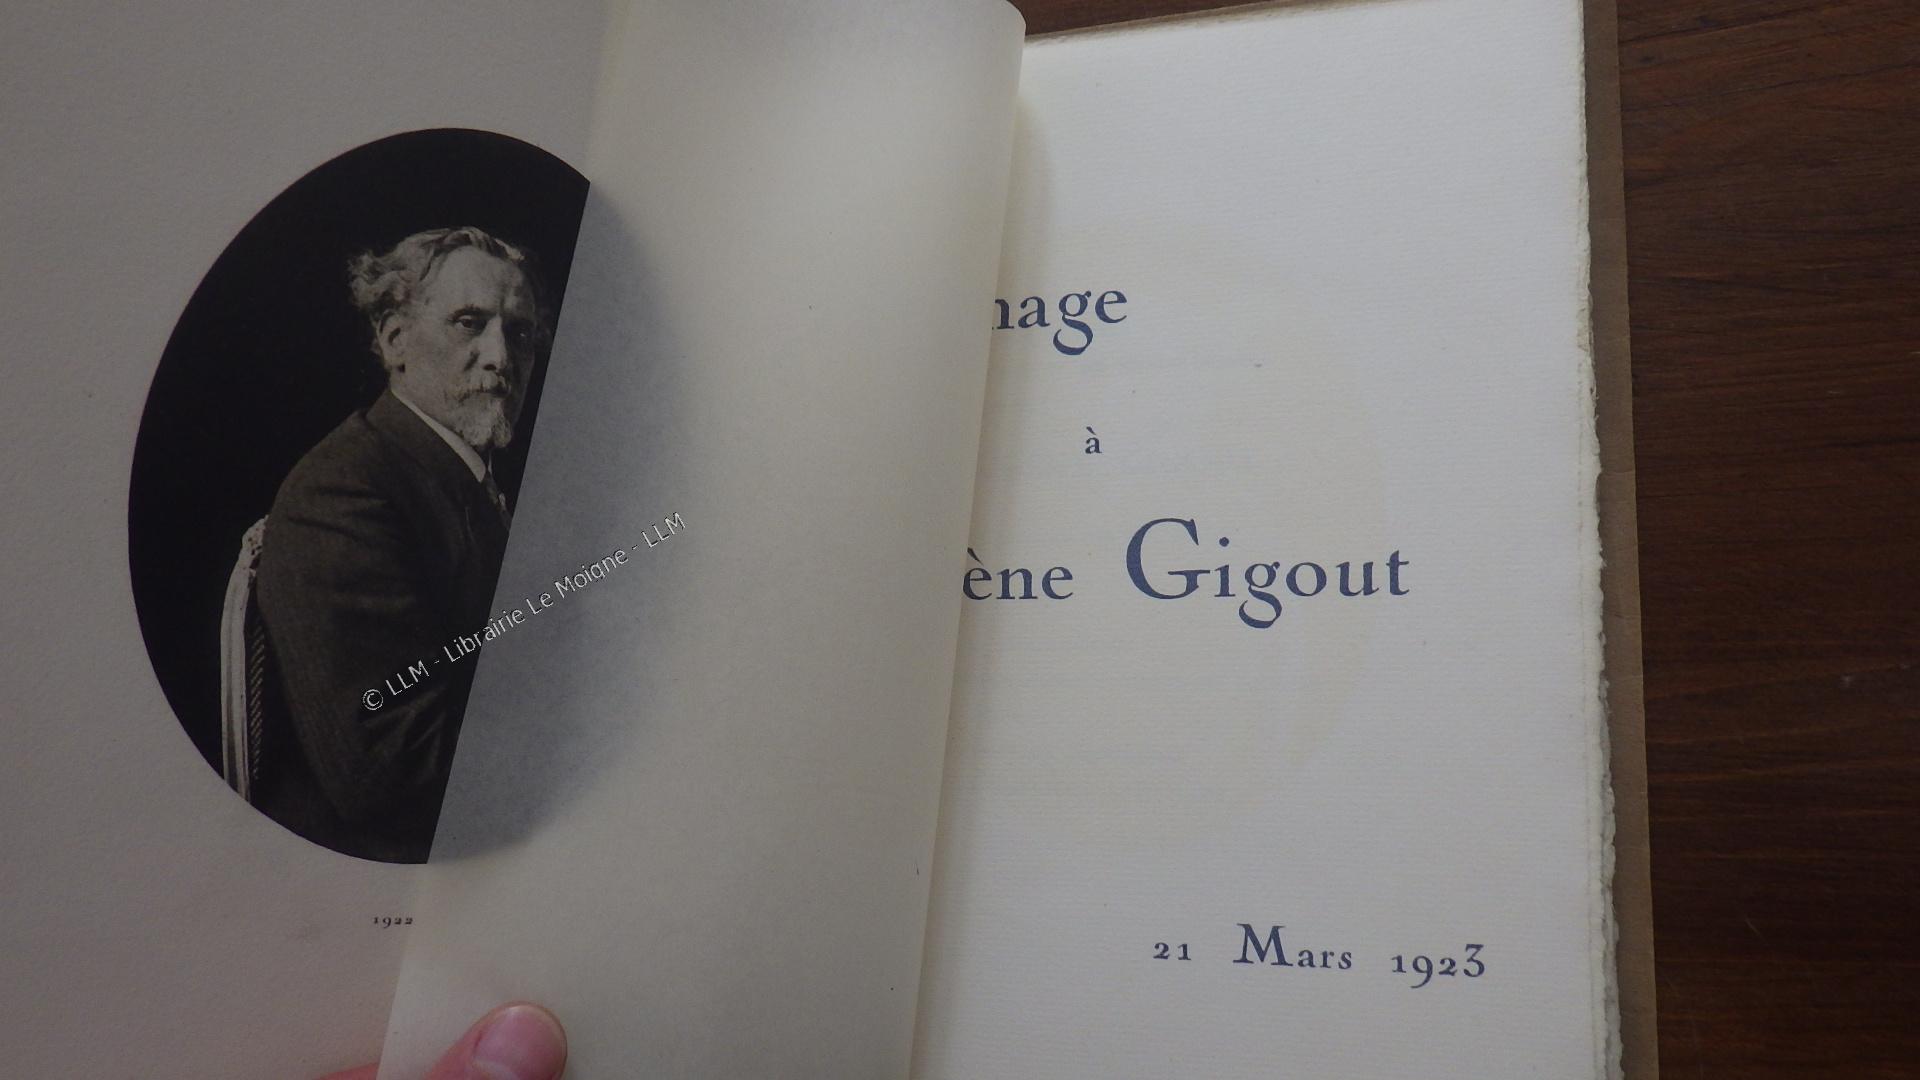 1922
© LLM - Librairie Le Moigne - LLM
nage
à
ène Gigout
21 Mars 1923